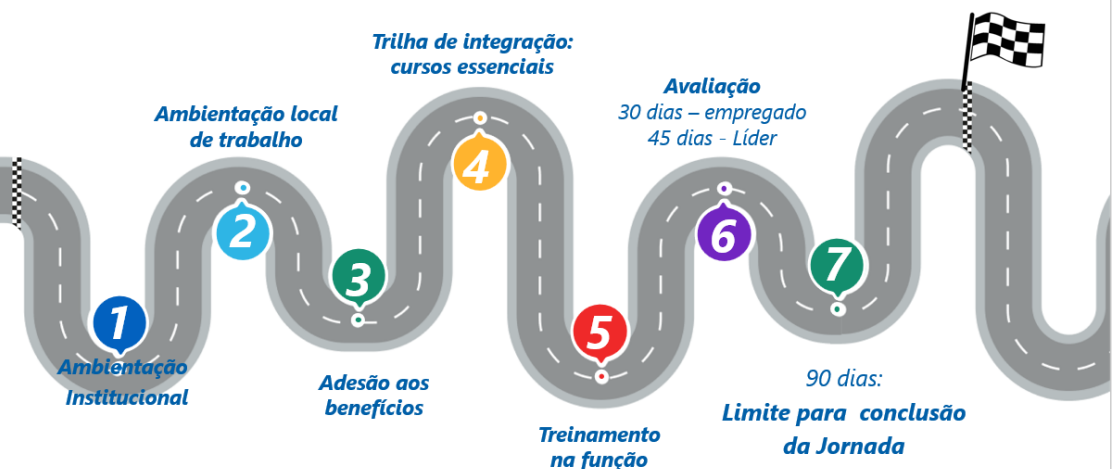 1
Ambientação
Institucional
Ambientação local
de trabalho
2
3
Adesão aos
benefícios
Trilha de integração:
cursos essenciais
4
5
Treinamento
na função
Avaliação
30 dias – empregado
45 dias - Líder
6
7
90 dias:
Limite para conclusão
da Jornada